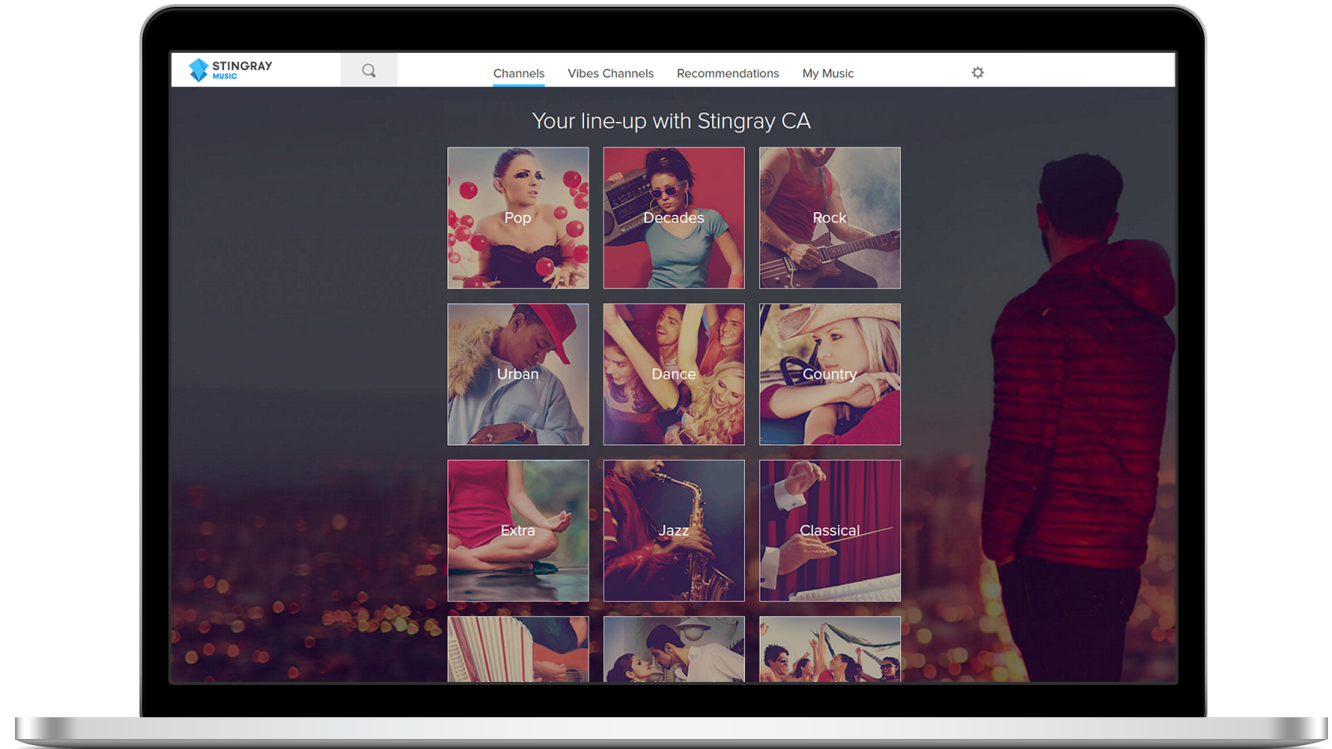 STINGRAY
MUSIC
Channels
Vibes Channels
Recommendations
My Music
Your line-up with Stingray CA
Pop
Decades
Rock
Urban
Dance
Country
Extra
Jazz
Classical